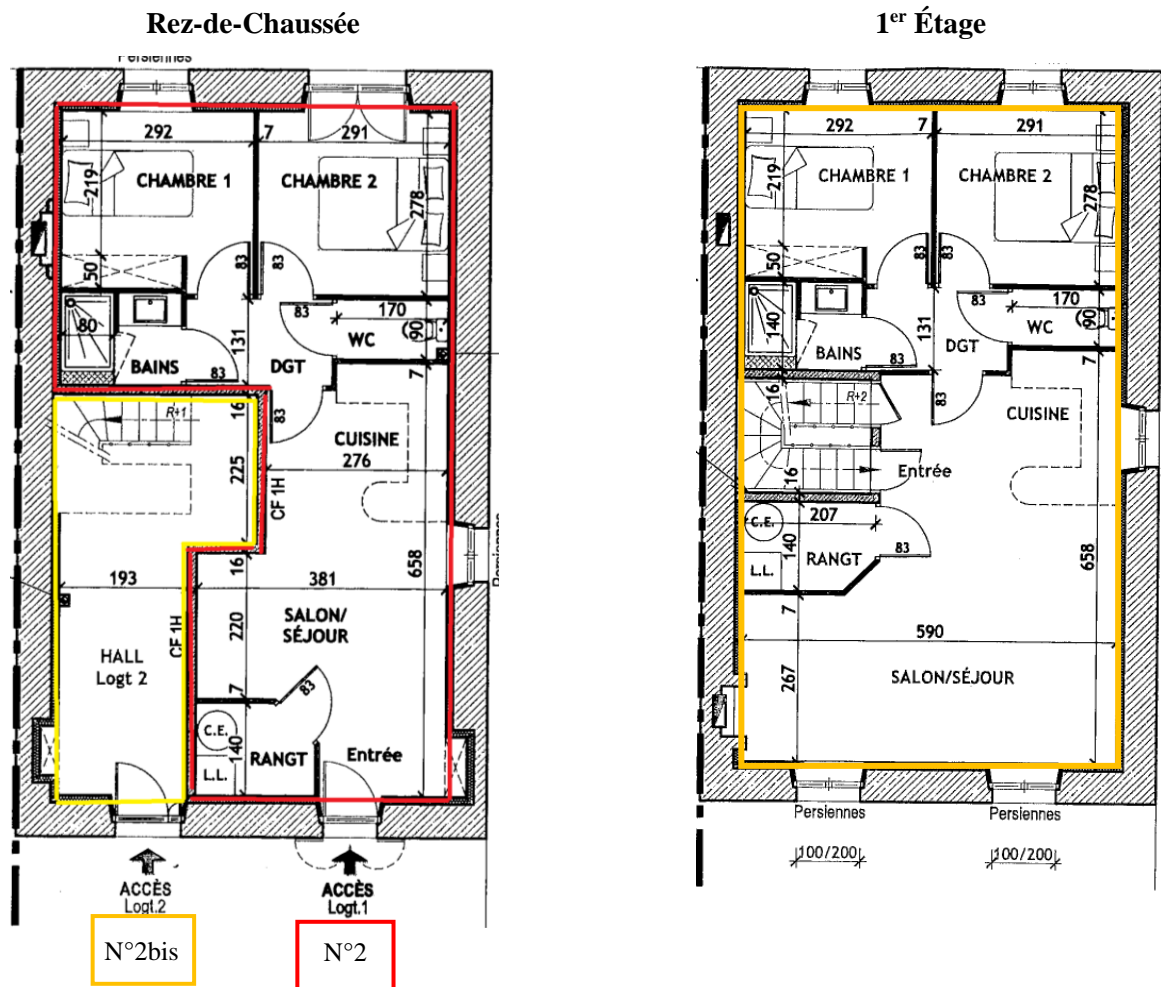 Rez-de-Chaussée
1er Étage
Persiennes
292
7
291
219
CHAMBRE 1
CHAMBRE 2
278
50
83
83
80
83
170
WC
90
131
BAINS
83
DGT
7
16
R+1
83
CUISINE
276
225
CF 1H
16
658
Persiennes
193
381
CF 1H
220
SALON/
SÉJOUR
HALL
Logt 2
7
83
C.E.
140
RANGT
Entrée
L.L.
ACCÈS
Logt.2
ACCÈS
Logt.1
N°2bis
N°2
292
7
291
219
CHAMBRE 1
CHAMBRE 2
278
50
83
83
83
170
140
131
WC
90
BAINS
83
DGT
7
16
R+2
83
CUISINE
16
Entrée
207
C.E.
140
RANGT
83
L.L.
658
7
590
267
SALON/SÉJOUR
Persiennes
Persiennes
100/200
100/200